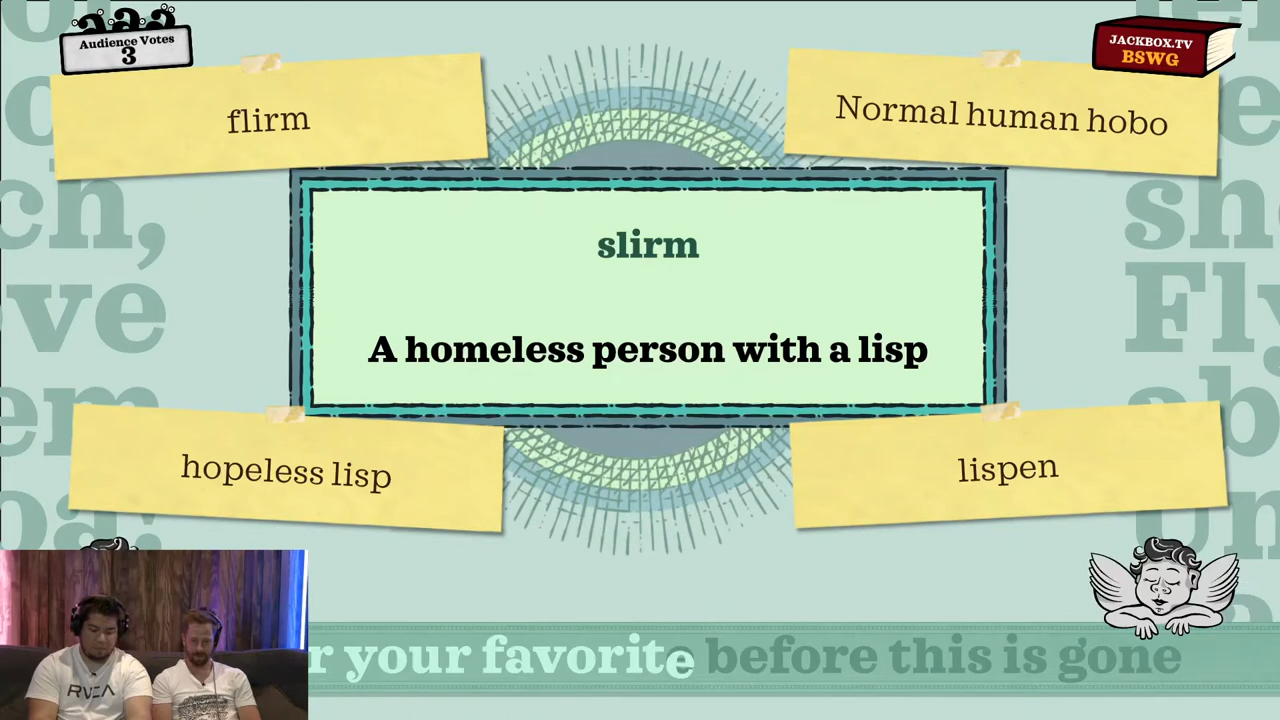 Audience Votes
3
JACKBOX.TV
BSWG
flirm
Normal human hobo
slirm
A homeless person with a lisp
hopeless lisp
lispen
r your favorite before this is gone
RVCA